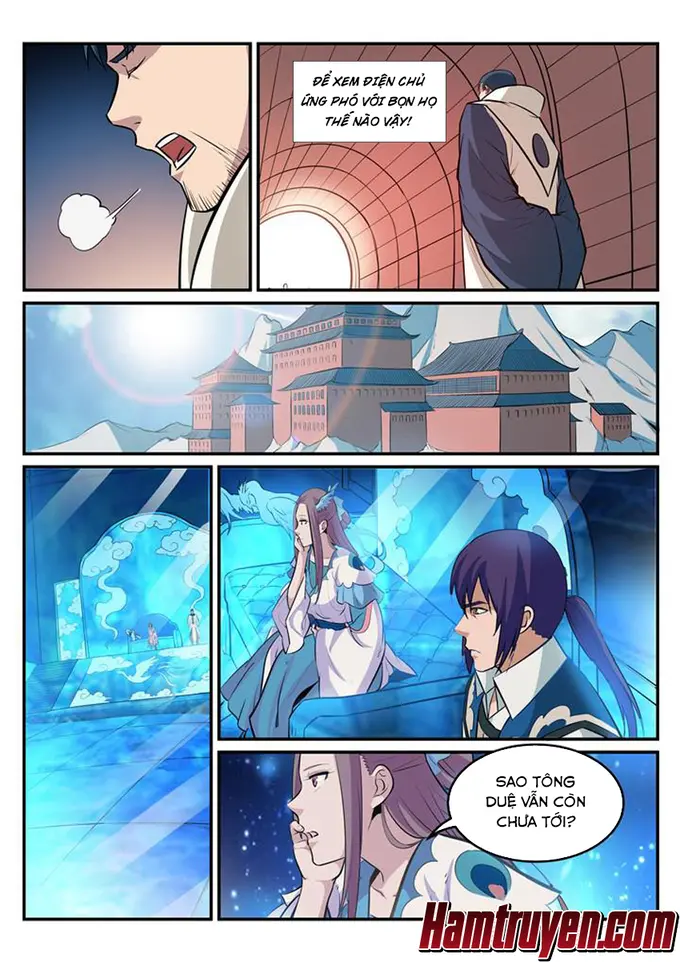 ĐỂ XEM ĐIỆN CHỦ
ỨNG PHÓ VỚI BỌN HỌ
THẾ NÀO VẬY!
SAO TÔNG
DUỆ VẪN CÒN
CHƯA TỚI?
Hamtruyen.com